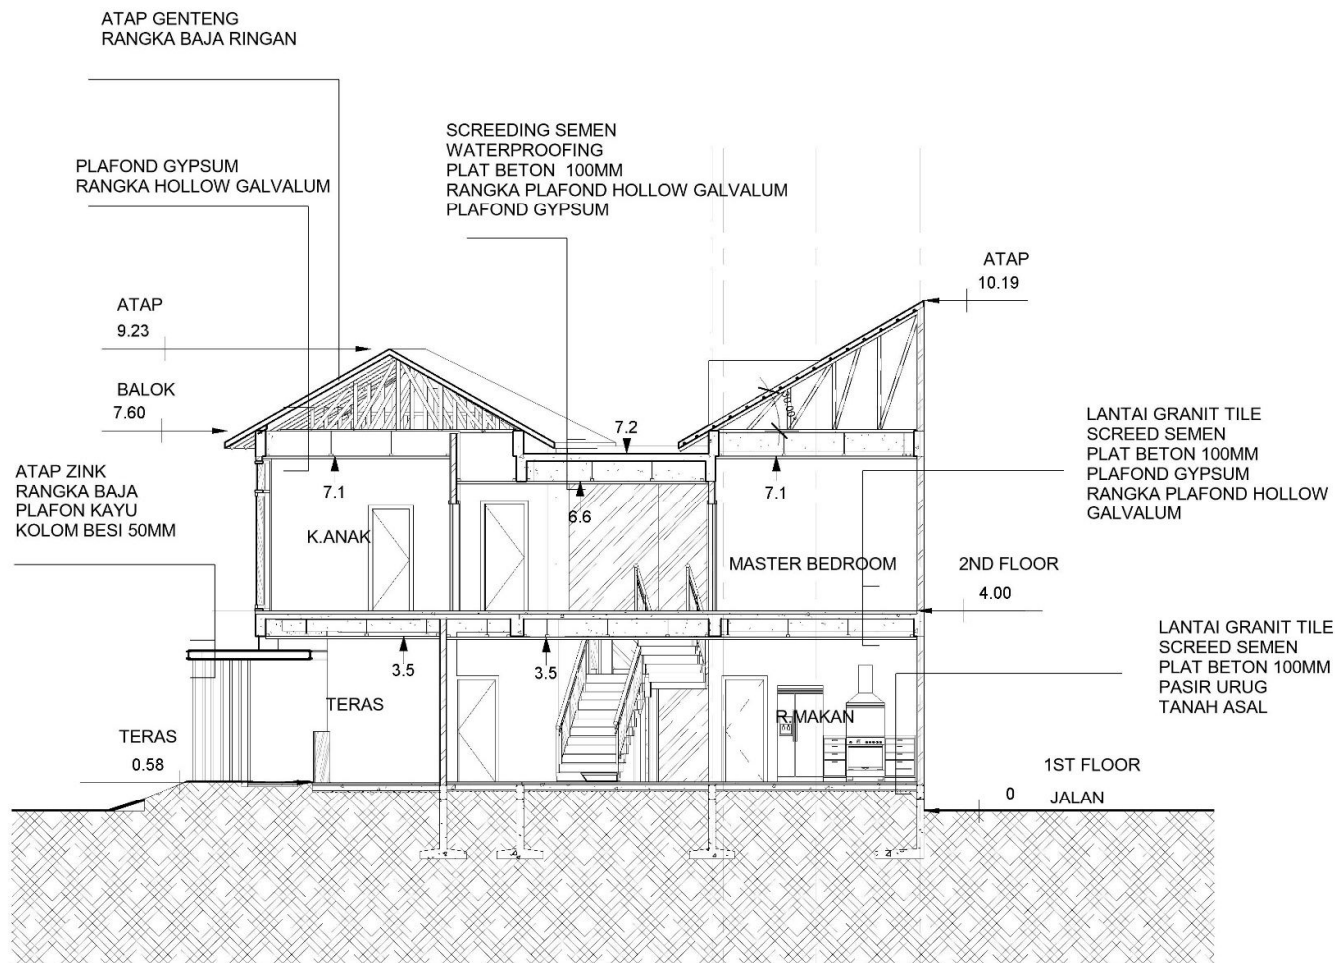 ATAP GENTENG
RANGKA BAJA RINGAN
PLAFOND GYPSUM
RANGKA HOLLOW GALVALUM
SCREEDING SEMEN
WATERPROOFING
PLAT BETON 100MM
RANGKA PLAFOND HOLLOW GALVALUM
PLAFOND GYPSUM
ATAP
10.19
ATAP
9.23
BALOK
7.60
7.2
7.1
6.6
7.1
LANTAI GRANIT TILE
SCREED SEMEN
PLAT BETON 100MM
PLAFOND GYPSUM
RANGKA PLAFOND HOLLOW
GALVALUM
ATAP ZINK
RANGKA BAJA
PLAFON KAYU
KOLOM BESI 50MM
K.ANAK
MASTER BEDROOM
2ND FLOOR
4.00
3.5
3.5
LANTAI GRANIT TILE
SCREED SEMEN
PLAT BETON 100MM
PASIR URUG
TANAH ASAL
TERAS
R.MAKAN
TERAS
0.58
1ST FLOOR
0
JALAN